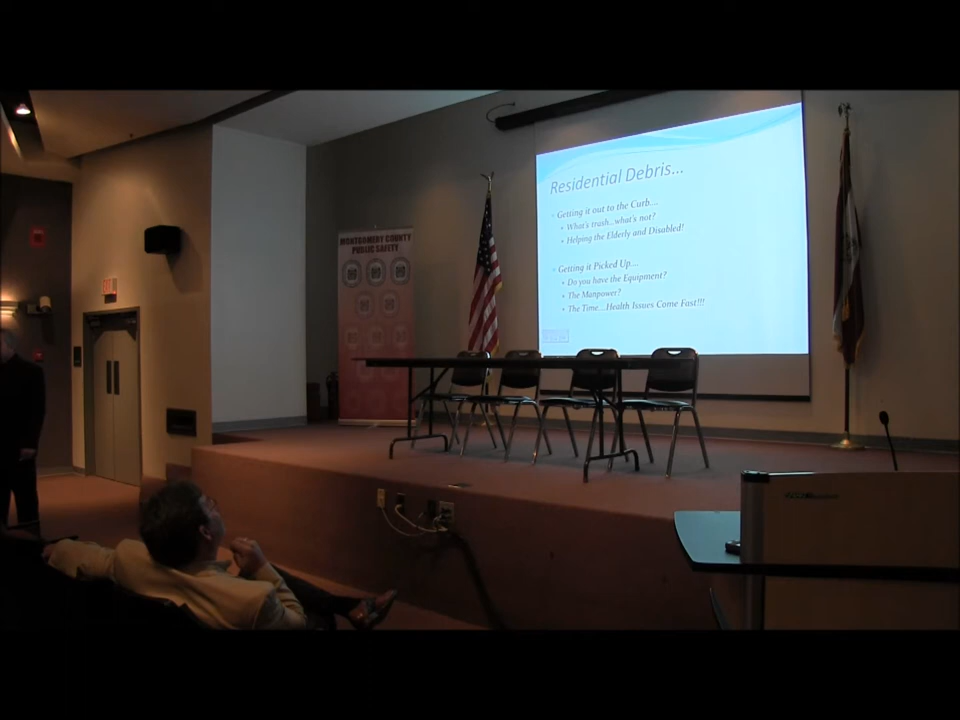 Residential Debris...
Getting it out to the Curb....
What's trash...what's not?
Helping the Elderly and Disabled!
Getting it Picked Up....
Do you have the Equipment?
The Manpower?
The Time....Health Issues Come Fast!!!
MONTGOMERY COUNTY
PUBLIC SAFETY
EXIT